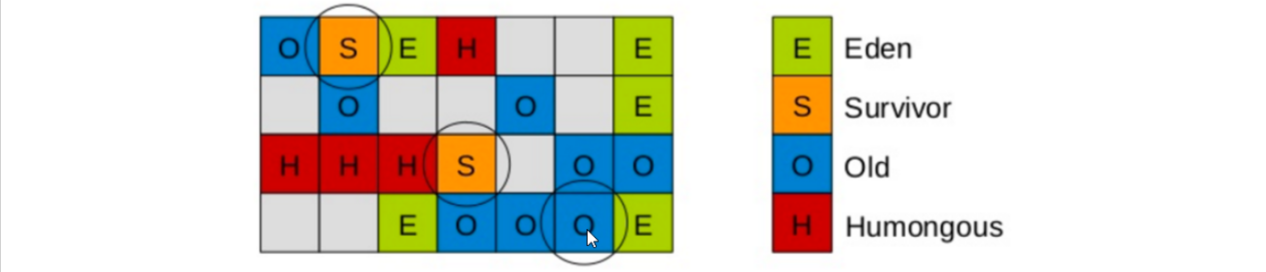 O S E H E
O O E
H H H S O O
E O O O E
E Eden
S Survivor
O Old
H Humongous